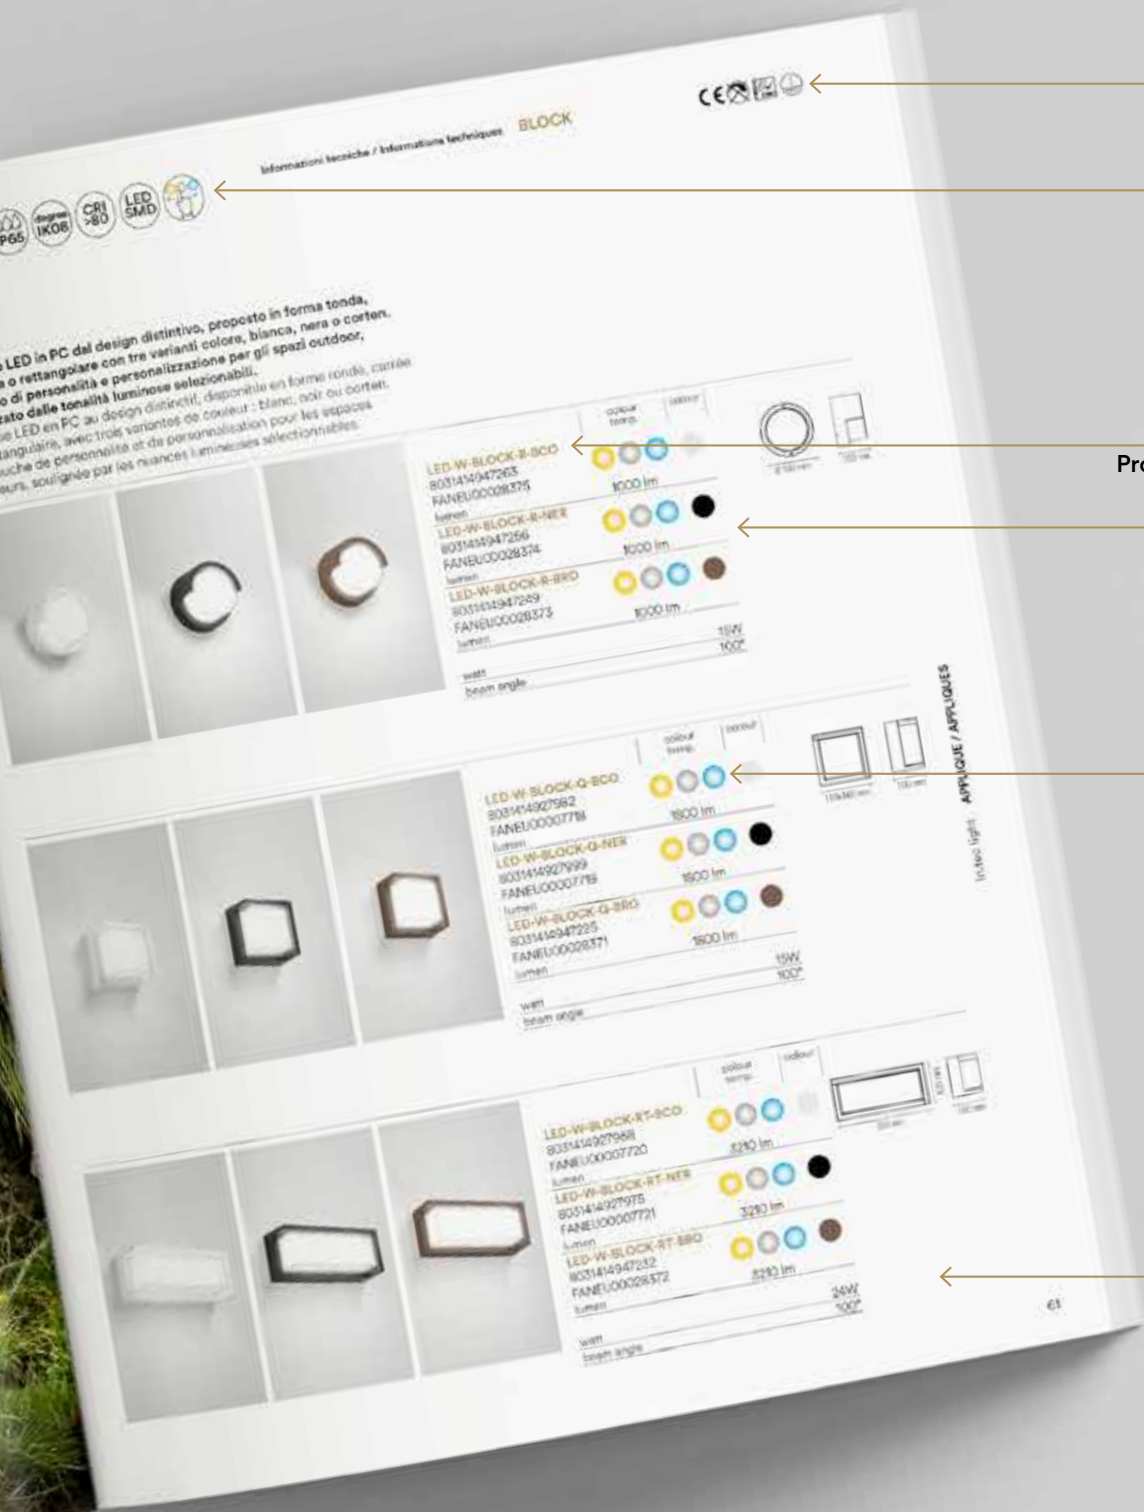 CE
Informazioni tecniche / Informations techniques BLOCK
degree
IK08
CRI
>80
LED
SMD
LED in PC dal design distintivo, proposto in forma tonda,
o rettangolare con tre varianti colore, bianca, nera o corten.
di personalità e personalizzazione per gli spazi outdoor,
dalle tonalità luminose selezionabili.
LED en PC au design distinctif, disponible en forme ronde, carrée
avec trois variantes de couleur : blanc, noir ou corten.
de personnalité et de personnalisation pour les espaces
soulignée par les nuances lumineuses sélectionnables.
colour
temp.
colour
LED-W-BLOCK-R-BCO
8031414947263
FANEU00028375
lumen 1000 lm
LED-W-BLOCK-R-NER
8031414947256
FANEU00028374
lumen 1000 lm
LED-W-BLOCK-R-BRO
8031414947249
FANEU00028373
lumen 1000 lm
watt 15W
beam angle 100°
Pro
colour
temp.
colour
LED-W-BLOCK-Q-BCO
8031414927982
FANEU00007718
lumen
LED-W-BLOCK-Q-NER
8031414927999
FANEU00007719
lumen
LED-W-BLOCK-Q-BRO
8031414947225
FANEU00028371
lumen
watt 15W
beam angle 100°
100 mm
In.tec light APPLIQUE / APPLIQUES
colour
temp.
colour
LED-W-BLOCK-RT-BCO
8031414927968
FANEU00007720
lumen 3210 lm
LED-W-BLOCK-RT-NER
8031414927975
FANEU00007721
lumen 3210 lm
LED-W-BLOCK-RT-BRO
8031414947232
FANEU00028372
lumen 3210 lm
watt 24W
beam angle 100°
61